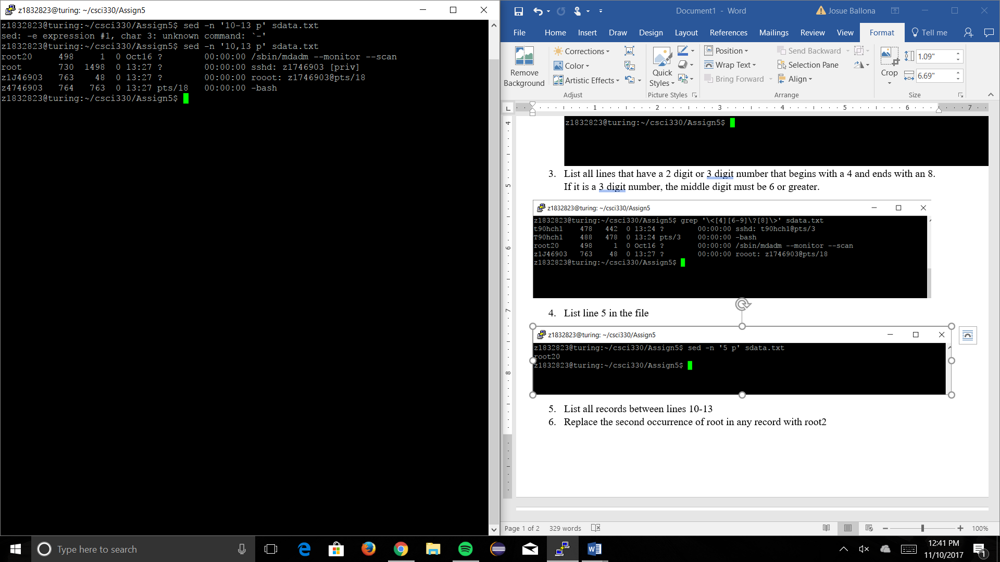 z1832823@turing: ~/csci330/Assign5
z1832823@turing:~/csci330/Assign5$ sed -n '10-13 p' sdata.txt
sed: -e expression #1, char 3: unknown command: `-'
z1832823@turing:~/csci330/Assign5$ sed -n '10,13 p' sdata.txt
root20     498     1  0 Oct16 ?        00:00:00 /sbin/mdadm --monitor --scan
root       730  1498  0 13:27 ?        00:00:00 sshd: z1746903 [priv]
z1J46903   763    48  0 13:27 ?        00:00:00 rooot: z1746903@pts/18
z4746903   764   763  0 13:27 pts/18   00:00:00 -bash
z1832823@turing:~/csci330/Assign5$
Document1 - Word
Josue Ballona
File Home Insert Draw Design Layout References Mailings Review View Format Tell me
Remove Background
Corrections
Color
Artistic Effects
Adjust
Quick Styles
Picture Styles
Position
Wrap Text
Bring Forward
Send Backward
Selection Pane
Align
Arrange
Crop
1.09"
6.69"
Size
1 2 3 4 5 6 7
4
5
6
7
8
z1832823@turing:~/csci330/Assign5$
3. List all lines that have a 2 digit or 3 digit number that begins with a 4 and ends with an 8.
If it is a 3 digit number, the middle digit must be 6 or greater.
z1832823@turing: ~/csci330/Assign5
z1832823@turing:~/csci330/Assign5$ grep '\<[4][6-9]\?[8]\>' sdata.txt
t90hch1    478   442  0 13:24 ?        00:00:00 sshd: t90hch1@pts/3
T90hch1    488   478  0 13:24 pts/3    00:00:00 -bash
root20     498     1  0 Oct16 ?        00:00:00 /sbin/mdadm --monitor --scan
z1J46903   763    48  0 13:27 ?        00:00:00 rooot: z1746903@pts/18
z1832823@turing:~/csci330/Assign5$
4. List line 5 in the file
z1832823@turing: ~/csci330/Assign5
z1832823@turing:~/csci330/Assign5$ sed -n '5 p' sdata.txt
root20
z1832823@turing:~/csci330/Assign5$
5. List all records between lines 10-13
6. Replace the second occurrence of root in any record with root2
Page 1 of 2 329 words
100%
Type here to search
12:41 PM
11/10/2017
1